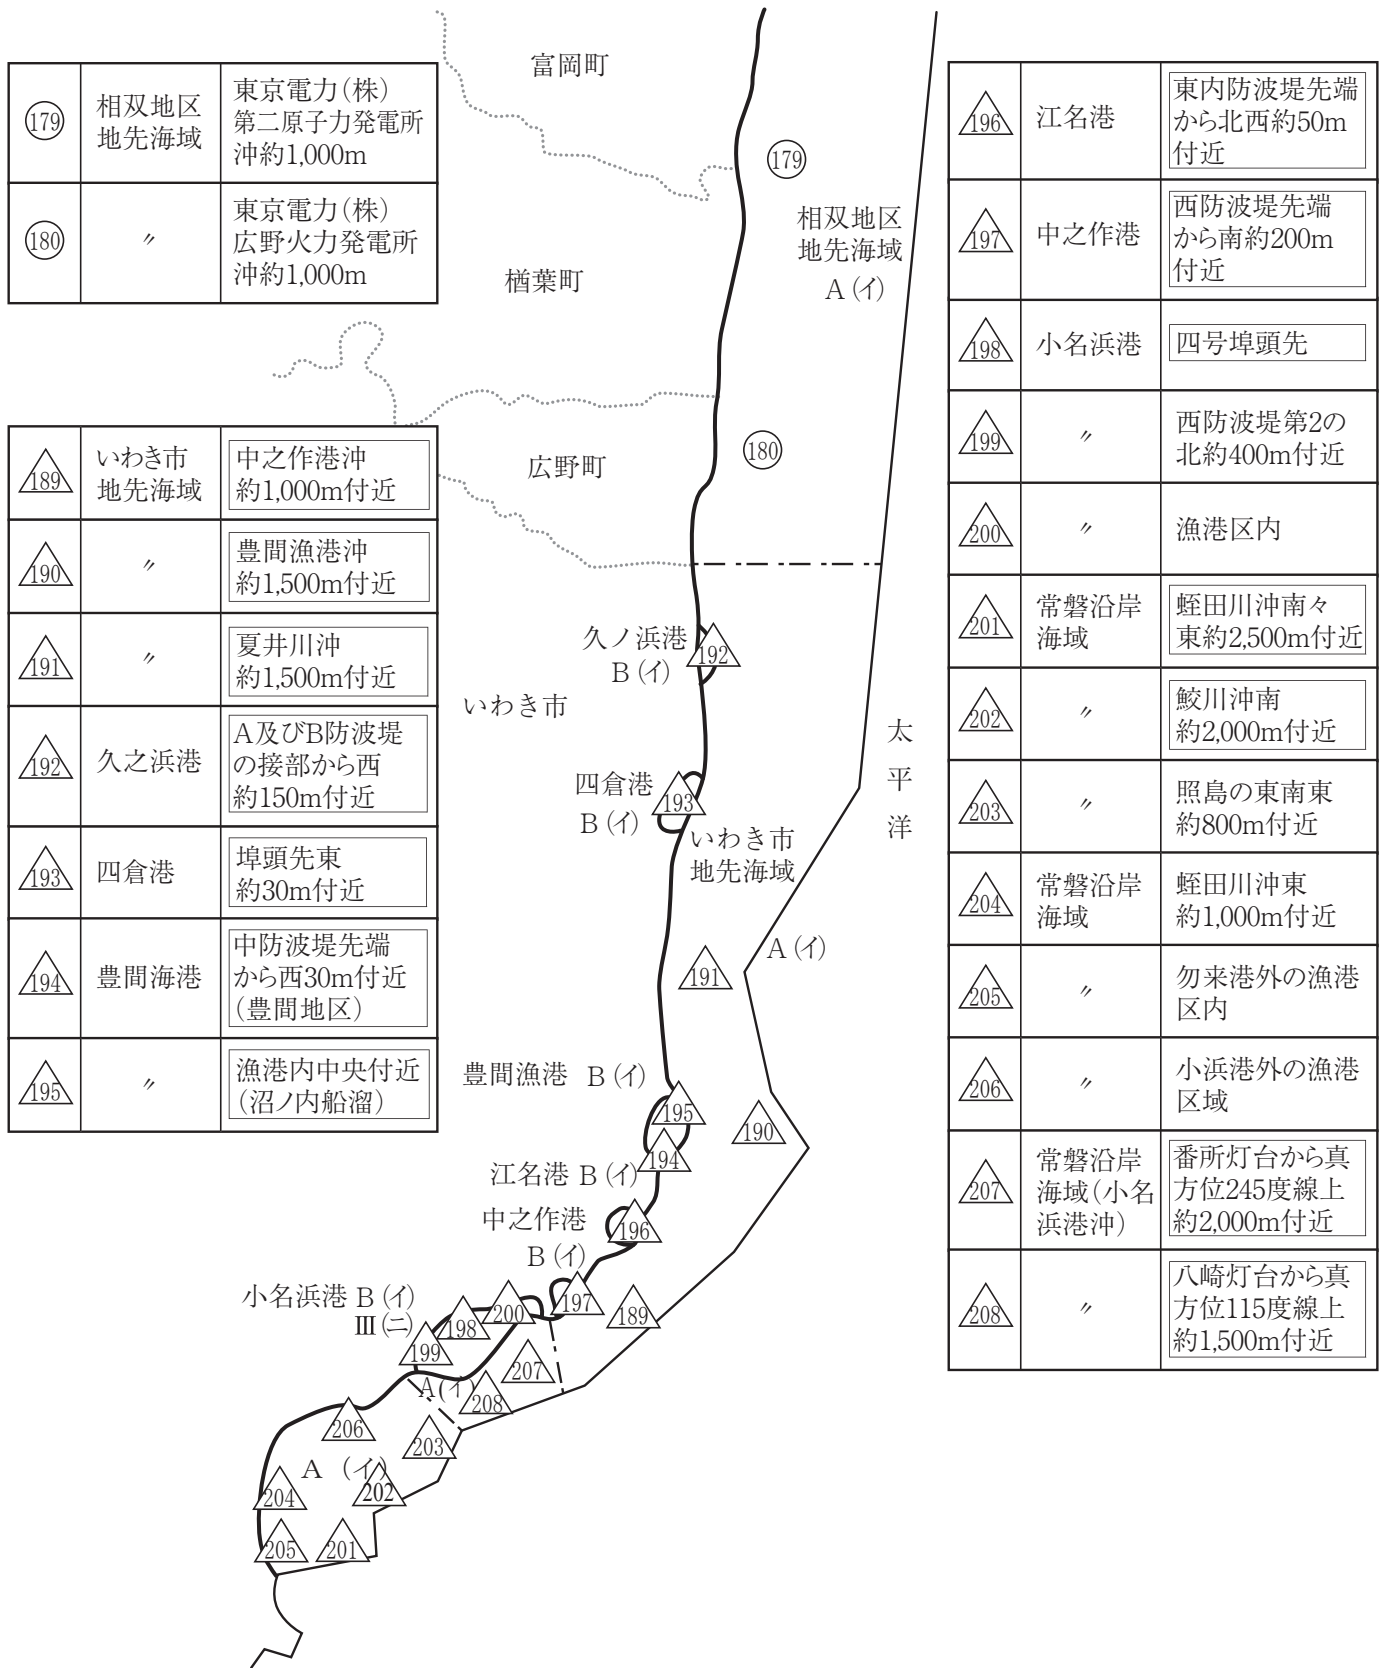 179
相双地区
地先海域
東京電力(株)
第二原子力発電所
沖約1,000m
180
〃
東京電力(株)
広野火力発電所
沖約1,000m
189
いわき市
地先海域
中之作港沖
約1,000m付近
190
〃
豊間漁港沖
約1,500m付近
191
〃
夏井川沖
約1,500m付近
192
久之浜港
A及びB防波堤
の接部から西
約150m付近
193
四倉港
埠頭先東
約30m付近
194
豊間海港
中防波堤先端
から西30m付近
(豊間地区)
195
〃
漁港内中央付近
(沼ノ内船溜)
富岡町
179
相双地区
地先海域
A(イ)
楢葉町
180
広野町
久ノ浜港
B(イ)
192
いわき市
太
平
洋
四倉港
B(イ)
193
いわき市
地先海域
A(イ)
191
豊間漁港 B(イ)
195
190
194
江名港 B(イ)
中之作港
196
B(イ)
197
189
小名浜港 B(イ)
Ⅲ(ニ)
200
198
199
207
A(イ)
208
206
203
A (イ)
204
202
205
201
196
江名港
東内防波堤先端
から北西約50m
付近
197
中之作港
西防波堤先端
から南約200m
付近
198
小名浜港
四号埠頭先
199
〃
西防波堤第2の
北約400m付近
200
〃
漁港区内
201
常磐沿岸
海域
蛭田川沖南々
東約2,500m付近
202
〃
鮫川沖南
約2,000m付近
203
〃
照島の東南東
約800m付近
204
常磐沿岸
海域
蛭田川沖東
約1,000m付近
205
〃
勿来港外の漁港
区内
206
〃
小浜港外の漁港
区域
207
常磐沿岸
海域(小名
浜港沖)
番所灯台から真
方位245度線上
約2,000m付近
208
〃
八崎灯台から真
方位115度線上
約1,500m付近